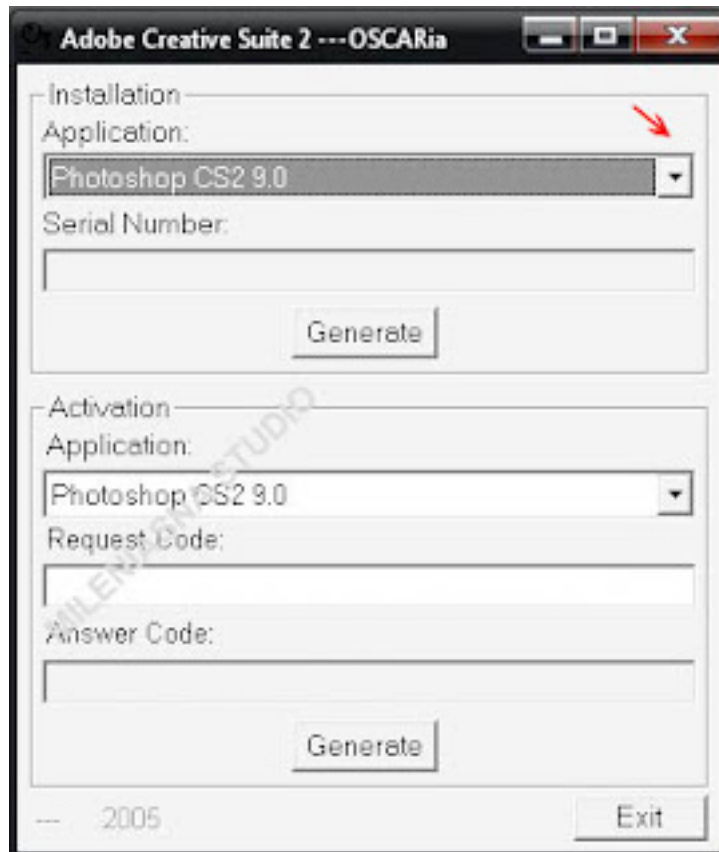 Adobe Creative Suite 2 ---OSCARia
Installation
Application:
Photoshop CS2 9.0
Serial Number:
Generate
Activation
Application:
Photoshop CS2 9.0
Request Code:
Answer Code:
Generate
--- 2005
Exit